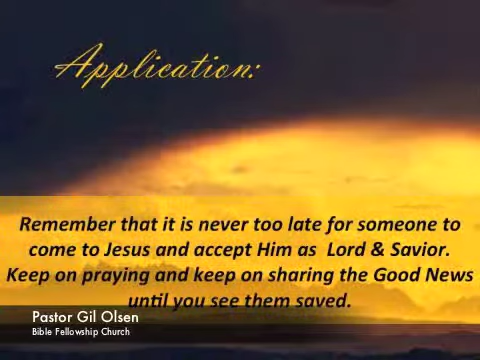 Application:
Remember that it is never too late for someone to
come to Jesus and accept Him as Lord & Savior.
Keep on praying and keep on sharing the Good News
until you see them saved.
Pastor Gil Olsen
Bible Fellowship Church